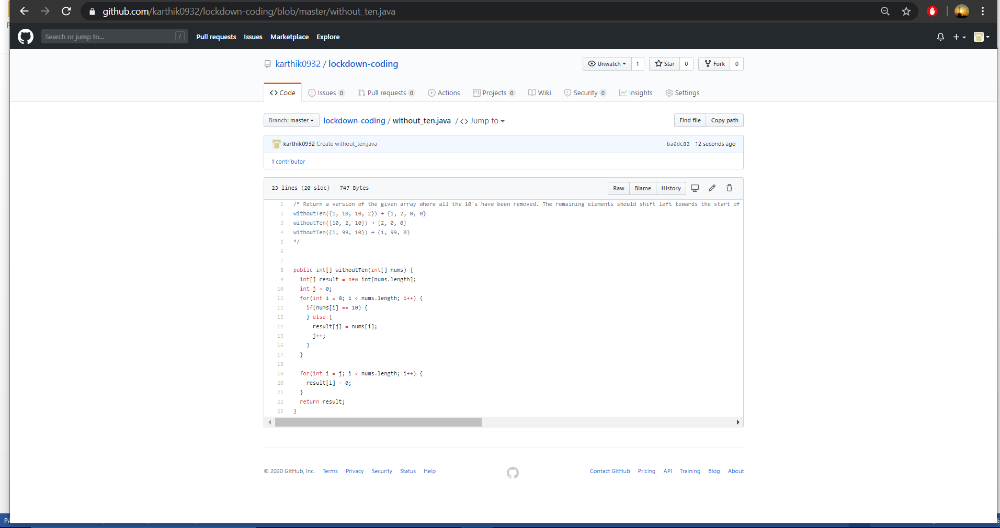 github.com/karthik0932/lockdown-coding/blob/master/without_ten.java
Search or jump to... /
Pull requests Issues Marketplace Explore
karthik0932 / lockdown-coding
Unwatch 1 Star 0 Fork 0
Code Issues 0 Pull requests 0 Actions Projects 0 Wiki Security 0 Insights Settings
Branch: master lockdown-coding / without_ten.java / <> Jump to
Find file Copy path
karthik0932 Create without_ten.java ba6dc82 12 seconds ago
1 contributor
23 lines (20 sloc) 747 Bytes Raw Blame History
1 /* Return a version of the given array where all the 10's have been removed. The remaining elements should shift left towards the start of
2 withoutTen({1, 10, 10, 2}) → {1, 2, 0, 0}
3 withoutTen({10, 2, 10}) → {2, 0, 0}
4 withoutTen({1, 99, 10}) → {1, 99, 0}
5 */
6
7
8 public int[] withoutTen(int[] nums) {
9 int[] result = new int[nums.length];
10 int j = 0;
11 for(int i = 0; i < nums.length; i++) {
12 if(nums[i] == 10) {
13 } else {
14 result[j] = nums[i];
15 j++;
16 }
17 }
18
19 for(int i = j; i < nums.length; i++) {
20 result[i] = 0;
21 }
22 return result;
23 }
© 2020 GitHub, Inc. Terms Privacy Security Status Help
Contact GitHub Pricing API Training Blog About